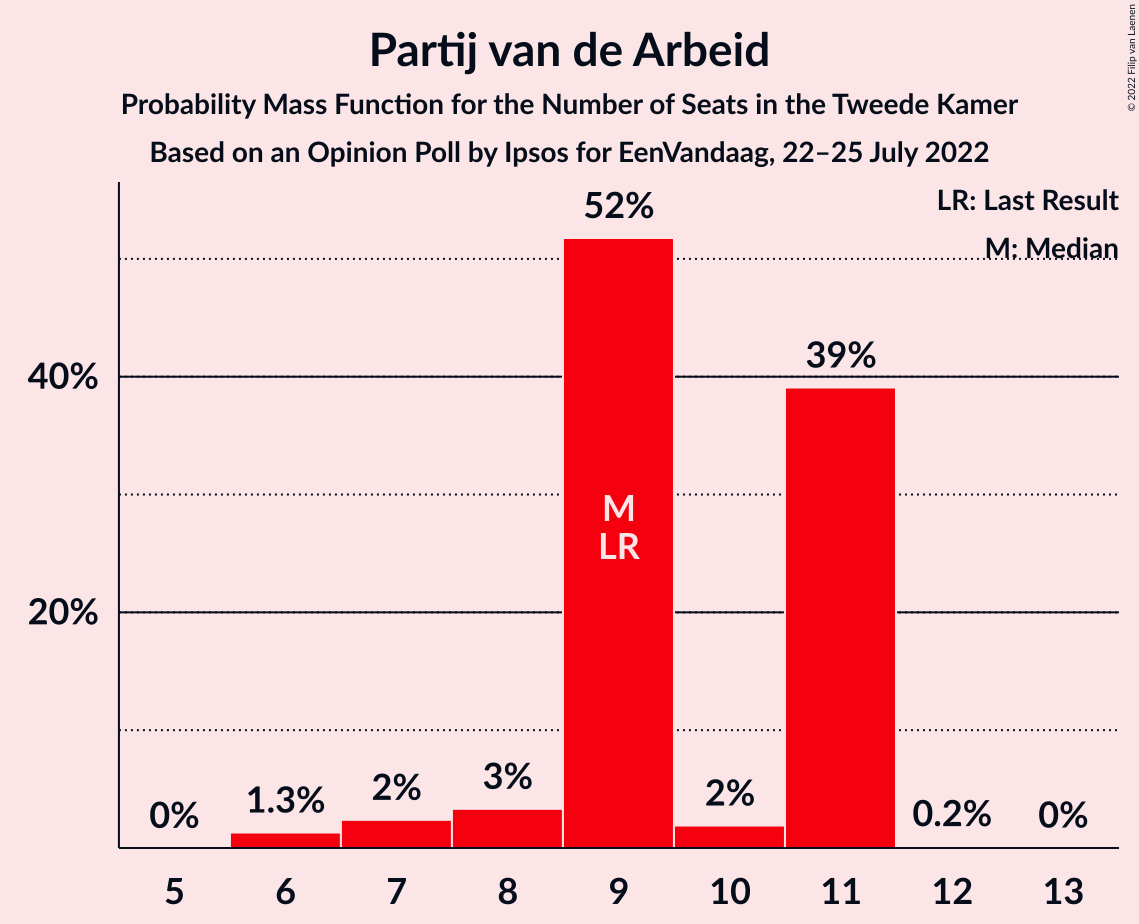 Partij van de Arbeid
Probability Mass Function for the Number of Seats in the Tweede Kamer
Based on an Opinion Poll by Ipsos for EenVandaag, 22–25 July 2022
© 2022 Filip van Laenen
LR: Last Result
M: Median
40%
20%
0%
1.3%
2%
3%
52%
2%
39%
0.2%
0%
M
LR
5 6 7 8 9 10 11 12 13